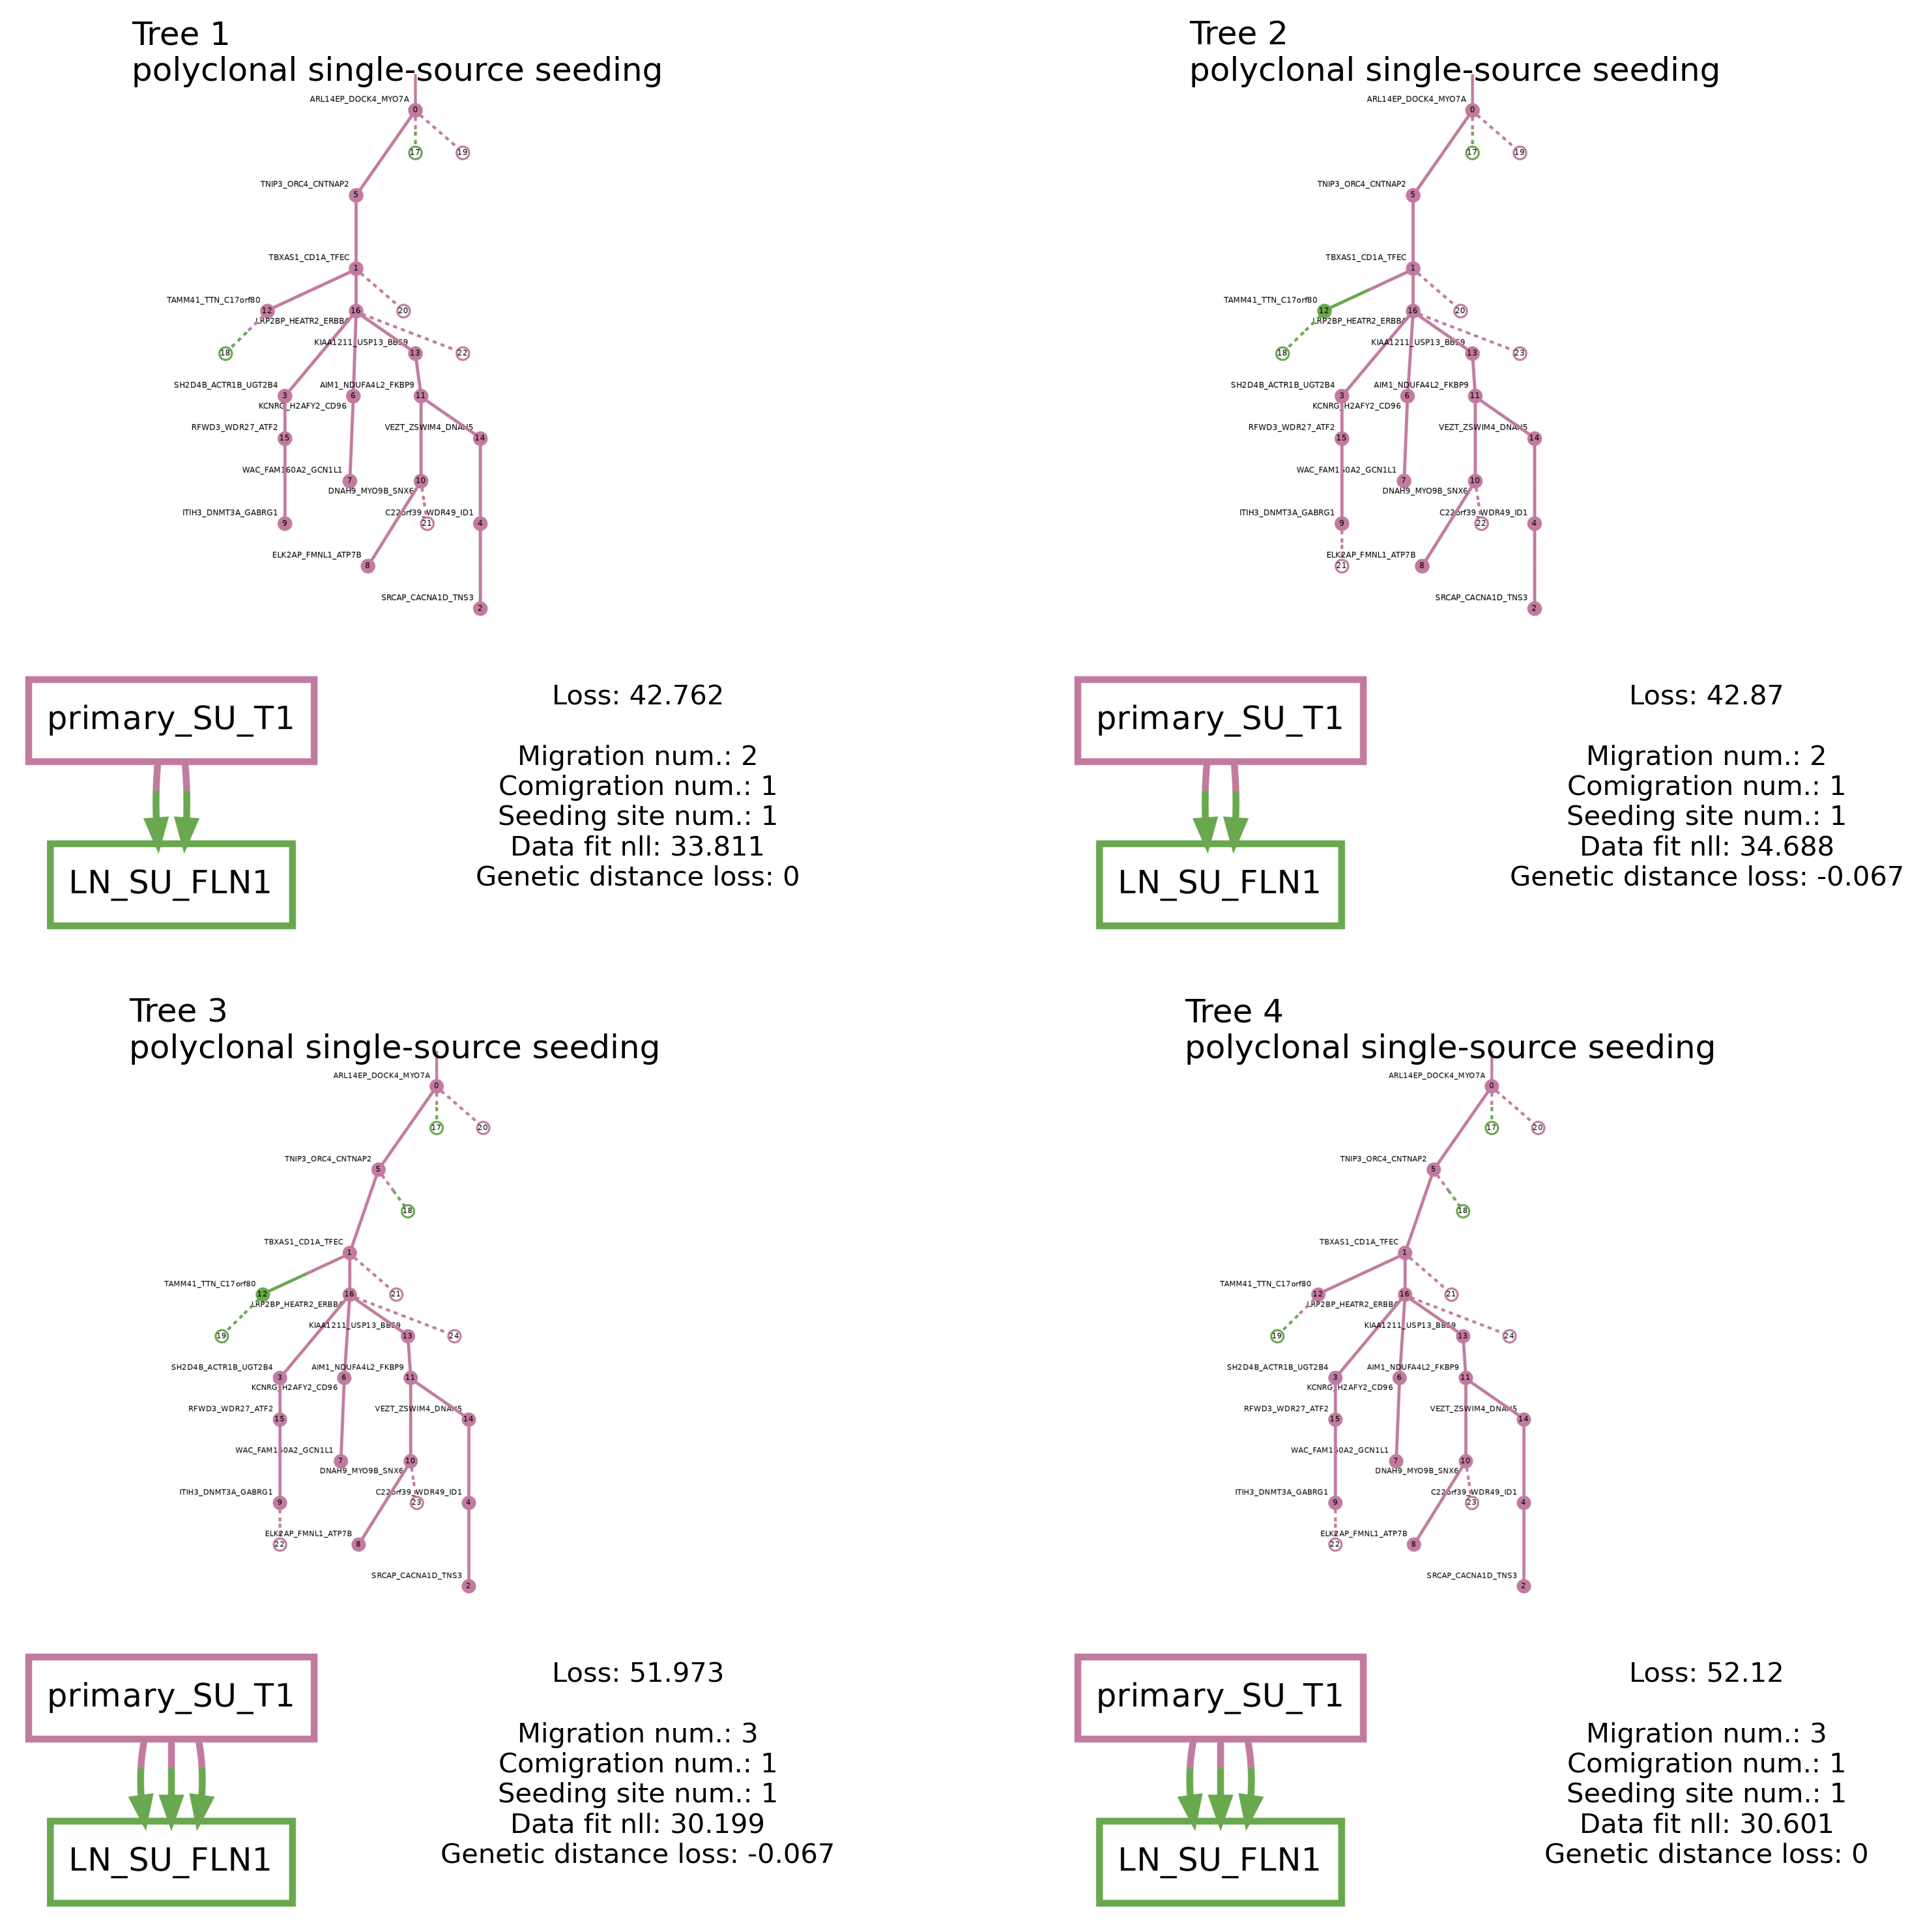 Tree 1
polyclonal single-source seeding
ARL14EP_DOCK4_MYO7A
0
17
19
TNIP3_ORC4_CNTNAP2
5
TBXAS1_CD1A_TFEC
1
TAMM41_TTN_C17orf80
12
16
20
LRP2BP_HEATR2_ERBB4
KIAA1211_USP13_BBS9
18
13
22
SH2D4B_ACTR1B_UGT2B4
3
AIM1_NDUFA4L2_FKBP9
6
11
KCNRG_H2AFY2_CD96
RFWD3_WDR27_ATF2
15
VEZT_ZSWIM4_DNAH5
14
WAC_FAM160A2_GCN1L1
7
10
DNAH9_MYO9B_SNX6
ITIH3_DNMT3A_GABRG1
9
C22orf39_WDR49_ID1
21
4
ELK2AP_FMNL1_ATP7B
8
SRCAP_CACNA1D_TNS3
2
primary_SU_T1
LN_SU_FLN1
Loss: 42.762
Migration num.: 2
Comigration num.: 1
Seeding site num.: 1
Data fit nll: 33.811
Genetic distance loss: 0
Tree 2
polyclonal single-source seeding
ARL14EP_DOCK4_MYO7A
0
17
19
TNIP3_ORC4_CNTNAP2
5
TBXAS1_CD1A_TFEC
1
TAMM41_TTN_C17orf80
12
16
20
LRP2BP_HEATR2_ERBB4
KIAA1211_USP13_BBS9
18
13
23
SH2D4B_ACTR1B_UGT2B4
3
AIM1_NDUFA4L2_FKBP9
6
11
KCNRG_H2AFY2_CD96
RFWD3_WDR27_ATF2
15
VEZT_ZSWIM4_DNAH5
14
WAC_FAM160A2_GCN1L1
7
10
DNAH9_MYO9B_SNX6
ITIH3_DNMT3A_GABRG1
9
C22orf39_WDR49_ID1
22
4
ELK2AP_FMNL1_ATP7B
21
8
SRCAP_CACNA1D_TNS3
2
primary_SU_T1
LN_SU_FLN1
Loss: 42.87
Migration num.: 2
Comigration num.: 1
Seeding site num.: 1
Data fit nll: 34.688
Genetic distance loss: -0.067
Tree 3
polyclonal single-source seeding
ARL14EP_DOCK4_MYO7A
0
17
20
TNIP3_ORC4_CNTNAP2
5
18
TBXAS1_CD1A_TFEC
1
TAMM41_TTN_C17orf80
12
16
21
LRP2BP_HEATR2_ERBB4
KIAA1211_USP13_BBS9
19
13
24
SH2D4B_ACTR1B_UGT2B4
3
AIM1_NDUFA4L2_FKBP9
6
11
KCNRG_H2AFY2_CD96
RFWD3_WDR27_ATF2
15
VEZT_ZSWIM4_DNAH5
14
WAC_FAM160A2_GCN1L1
7
10
DNAH9_MYO9B_SNX6
ITIH3_DNMT3A_GABRG1
9
C22orf39_WDR49_ID1
23
4
ELK2AP_FMNL1_ATP7B
22
8
SRCAP_CACNA1D_TNS3
2
primary_SU_T1
LN_SU_FLN1
Loss: 51.973
Migration num.: 3
Comigration num.: 1
Seeding site num.: 1
Data fit nll: 30.199
Genetic distance loss: -0.067
Tree 4
polyclonal single-source seeding
ARL14EP_DOCK4_MYO7A
0
17
20
TNIP3_ORC4_CNTNAP2
5
18
TBXAS1_CD1A_TFEC
1
TAMM41_TTN_C17orf80
12
16
21
LRP2BP_HEATR2_ERBB4
KIAA1211_USP13_BBS9
19
13
24
SH2D4B_ACTR1B_UGT2B4
3
AIM1_NDUFA4L2_FKBP9
6
11
KCNRG_H2AFY2_CD96
RFWD3_WDR27_ATF2
15
VEZT_ZSWIM4_DNAH5
14
WAC_FAM160A2_GCN1L1
7
10
DNAH9_MYO9B_SNX6
ITIH3_DNMT3A_GABRG1
9
C22orf39_WDR49_ID1
23
4
ELK2AP_FMNL1_ATP7B
22
8
SRCAP_CACNA1D_TNS3
2
primary_SU_T1
LN_SU_FLN1
Loss: 52.12
Migration num.: 3
Comigration num.: 1
Seeding site num.: 1
Data fit nll: 30.601
Genetic distance loss: 0